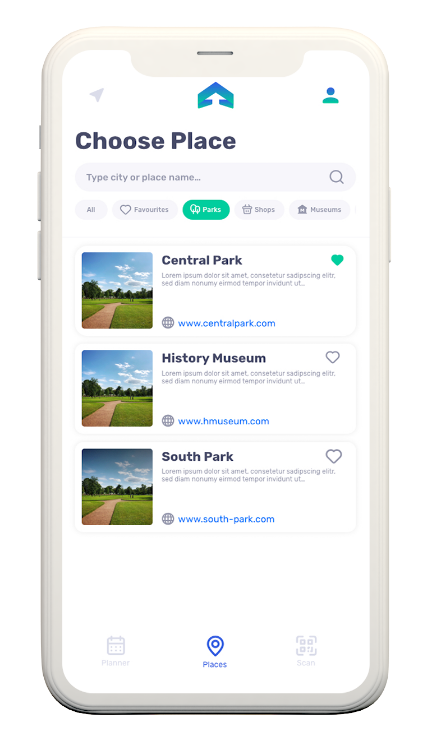 Choose Place
Type city or place name...
All
Favourites
Parks
Shops
Museums
Central Park
Lorem ipsum dolor sit amet, consetetur sadipscing elitr,
sed diam nonumy eirmod tempor invidunt ut...
www.centralpark.com
History Museum
Lorem ipsum dolor sit amet, consetetur sadipscing elitr,
sed diam nonumy eirmod tempor invidunt ut...
www.hmuseum.com
South Park
Lorem ipsum dolor sit amet, consetetur sadipscing elitr,
sed diam nonumy eirmod tempor invidunt ut...
www.south-park.com
Planner
Places
Scan